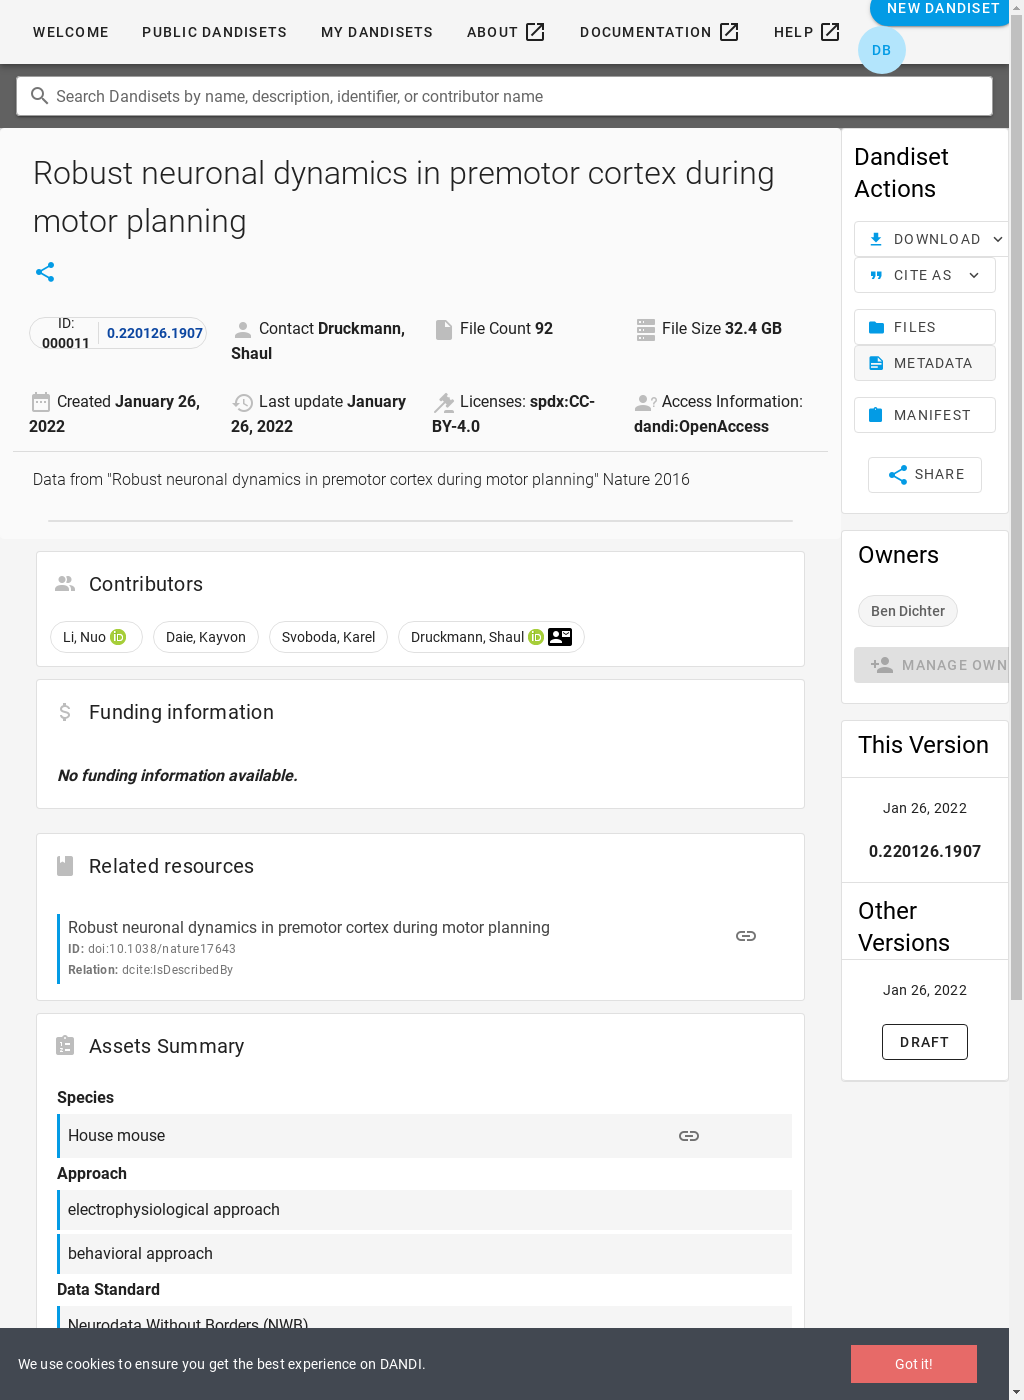 WELCOME PUBLIC DANDISETS MY DANDISETS ABOUT DOCUMENTATION HELP NEW DANDISET
DB
Search Dandisets by name, description, identifier, or contributor name
Robust neuronal dynamics in premotor cortex during
motor planning
ID:
000011
0.220126.1907
Contact Druckmann,
Shaul
File Count 92
File Size 32.4 GB
Created January 26,
2022
Last update January
26, 2022
Licenses: spdx:CC-
BY-4.0
Access Information:
dandi:OpenAccess
Data from "Robust neuronal dynamics in premotor cortex during motor planning" Nature 2016
Contributors
Li, Nuo iD Daie, Kayvon Svoboda, Karel Druckmann, Shaul iD
Funding information
No funding information available.
Related resources
Robust neuronal dynamics in premotor cortex during motor planning
ID: doi:10.1038/nature17643
Relation: dcite:IsDescribedBy
Assets Summary
Species
House mouse
Approach
electrophysiological approach
behavioral approach
Data Standard
Neurodata Without Borders (NWB)
Dandiset
Actions
DOWNLOAD
CITE AS
FILES
METADATA
MANIFEST
SHARE
Owners
Ben Dichter
MANAGE OWN
This Version
Jan 26, 2022
0.220126.1907
Other
Versions
Jan 26, 2022
DRAFT
We use cookies to ensure you get the best experience on DANDI.
Got it!